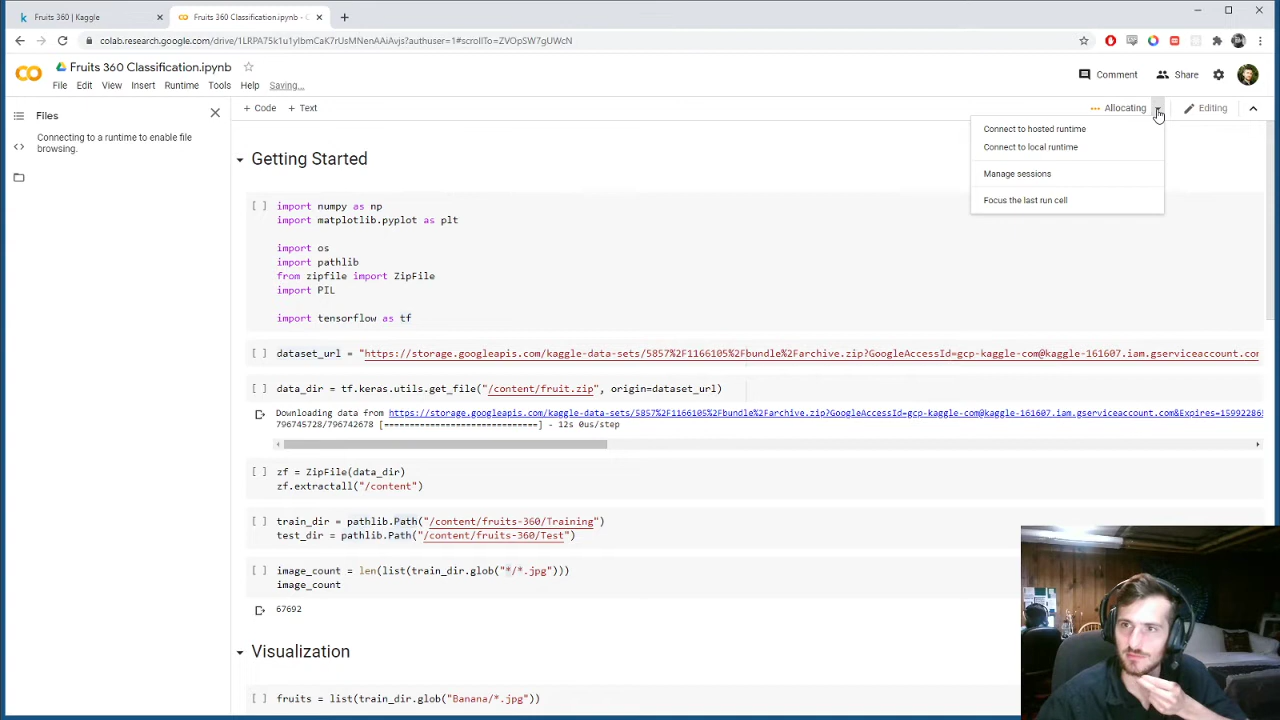 Fruits 360 | Kaggle
Fruits 360 Classification.ipynb - C
colab.research.google.com/drive/1LRPA75k1u1ylbmCaK7rUsMNenAAiAvjs?authuser=1#scrollTo=ZVOpSW7gUWcN
Fruits 360 Classification.ipynb
Comment
Share
File Edit View Insert Runtime Tools Help Saving...
Files
Connecting to a runtime to enable file browsing.
+ Code + Text
Allocating
Editing
Connect to hosted runtime
Connect to local runtime
Manage sessions
Focus the last run cell
Getting Started
[ ] import numpy as np
import matplotlib.pyplot as plt
import os
import pathlib
from zipfile import ZipFile
import PIL
import tensorflow as tf
[ ] dataset_url = "https://storage.googleapis.com/kaggle-data-sets/5857%2F1166105%2Fbundle%2Farchive.zip?GoogleAccessId=gcp-kaggle-com@kaggle-161607.iam.gserviceaccount.com
[ ] data_dir = tf.keras.utils.get_file("/content/fruit.zip", origin=dataset_url)
Downloading data from https://storage.googleapis.com/kaggle-data-sets/5857%2F1166105%2Fbundle%2Farchive.zip?GoogleAccessId=gcp-kaggle-com@kaggle-161607.iam.gserviceaccount.com&Expires=159922865
796745728/796742678 [==============================] - 12s 0us/step
[ ] zf = ZipFile(data_dir)
zf.extractall("/content")
[ ] train_dir = pathlib.Path("/content/fruits-360/Training")
test_dir = pathlib.Path("/content/fruits-360/Test")
[ ] image_count = len(list(train_dir.glob("*/*.jpg")))
image_count
67692
Visualization
[ ] fruits = list(train_dir.glob("Banana/*.jpg"))